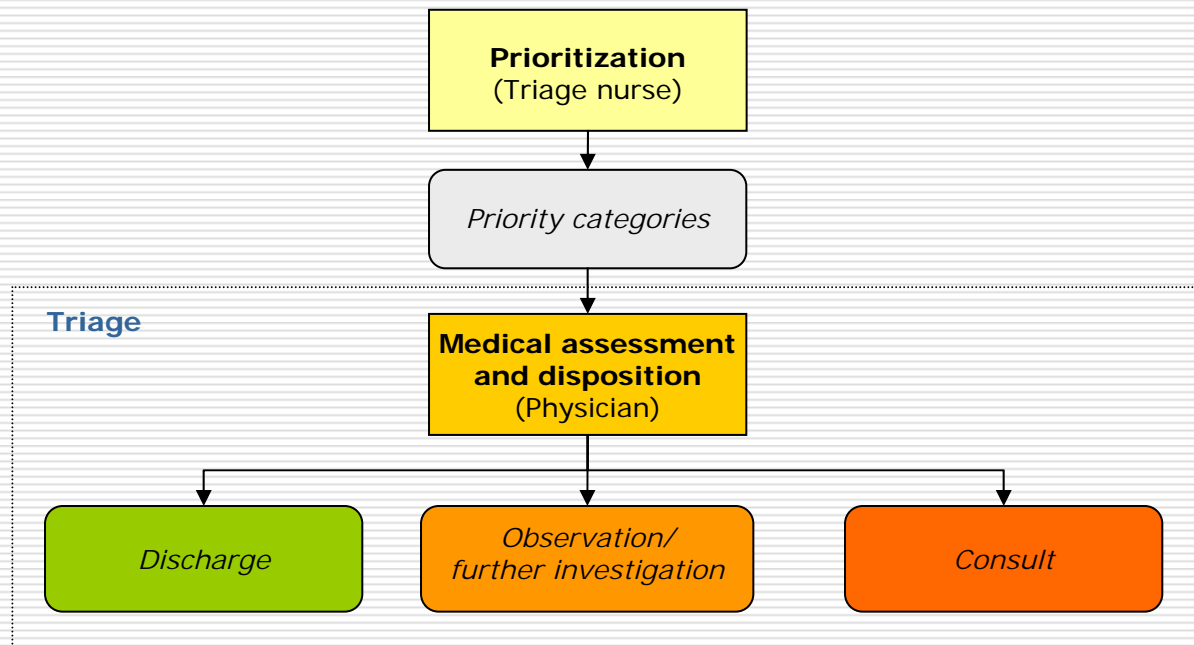 Prioritization
(Triage nurse)
Priority categories
Triage
Medical assessment
and disposition
(Physician)
Discharge
Observation/
further investigation
Consult